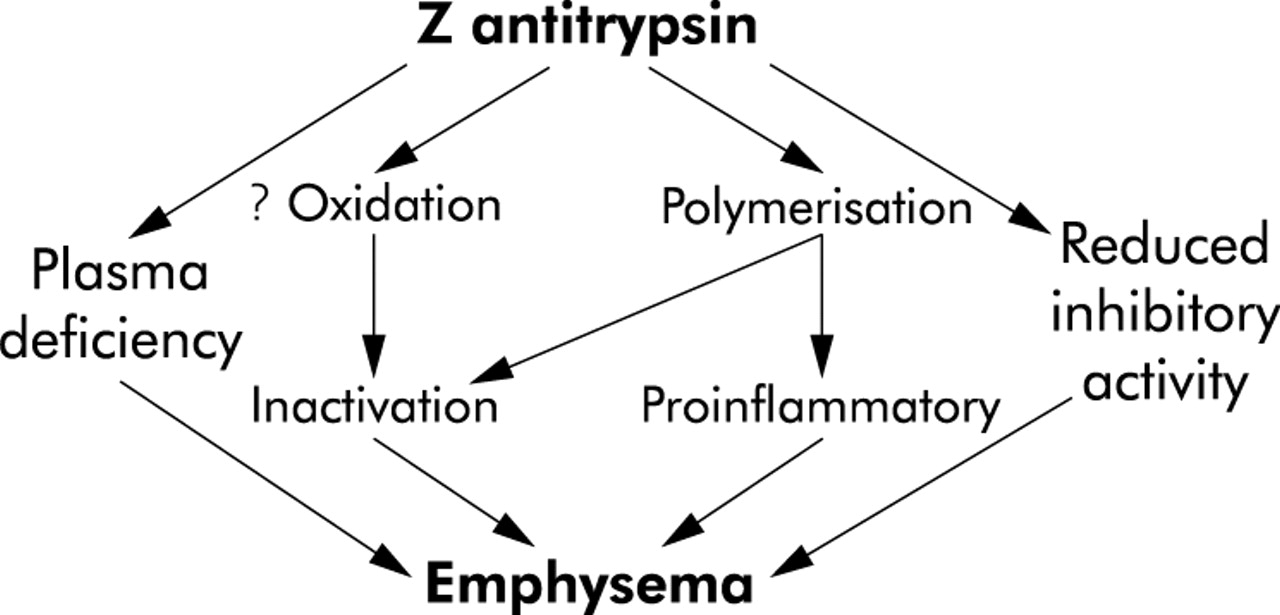 Z antitrypsin
? Oxidation
Polymerisation
Plasma
deficiency
Reduced
inhibitory
activity
Inactivation
Proinflammatory
Emphysema